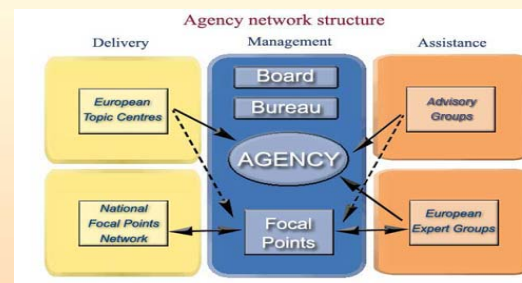 Agency network structure
Delivery
Management
Assistance
Board
Bureau
European
Topic Centres
AGENCY
Advisory
Groups
National
Focal Points
Network
Focal
Points
European
Expert Groups